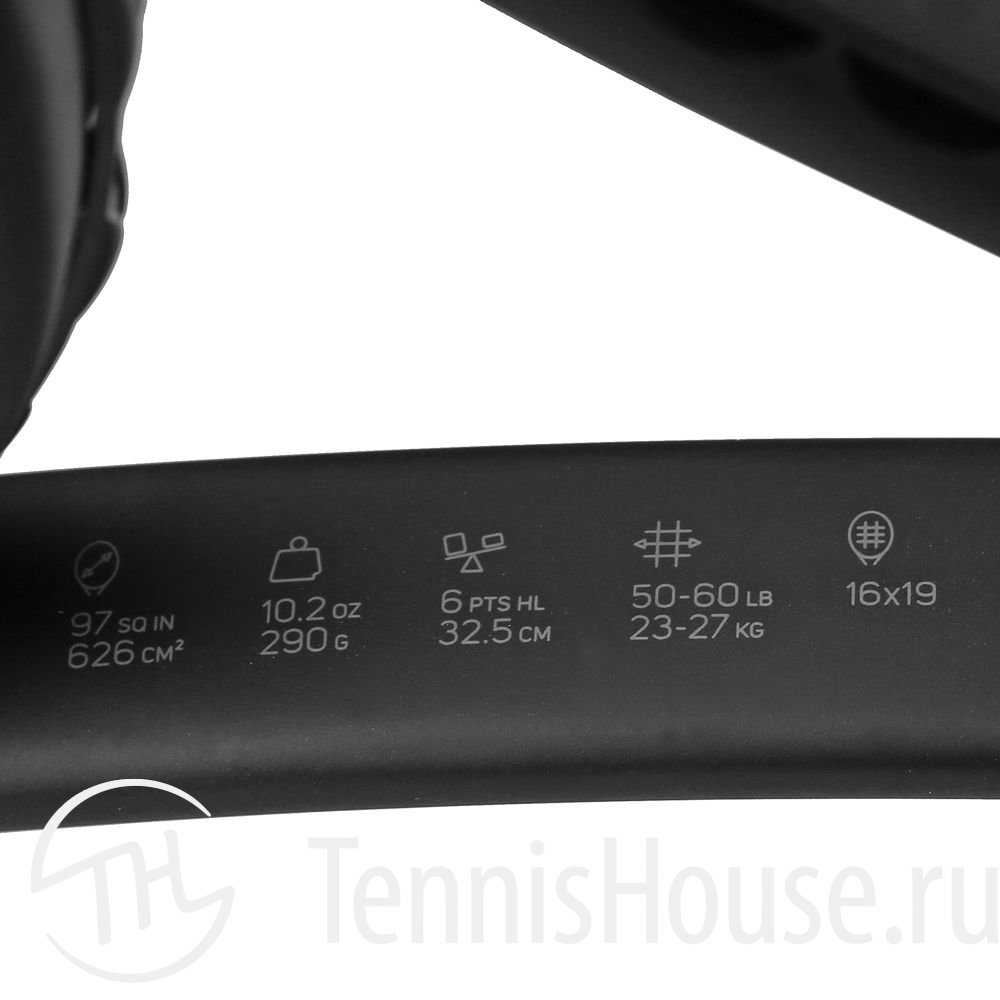 97 SQ IN
626 CM²
10.2 OZ
290 G
6 PTS HL
32.5 CM
50-60 LB
23-27 KG
16x19
TH TennisHouse.ru